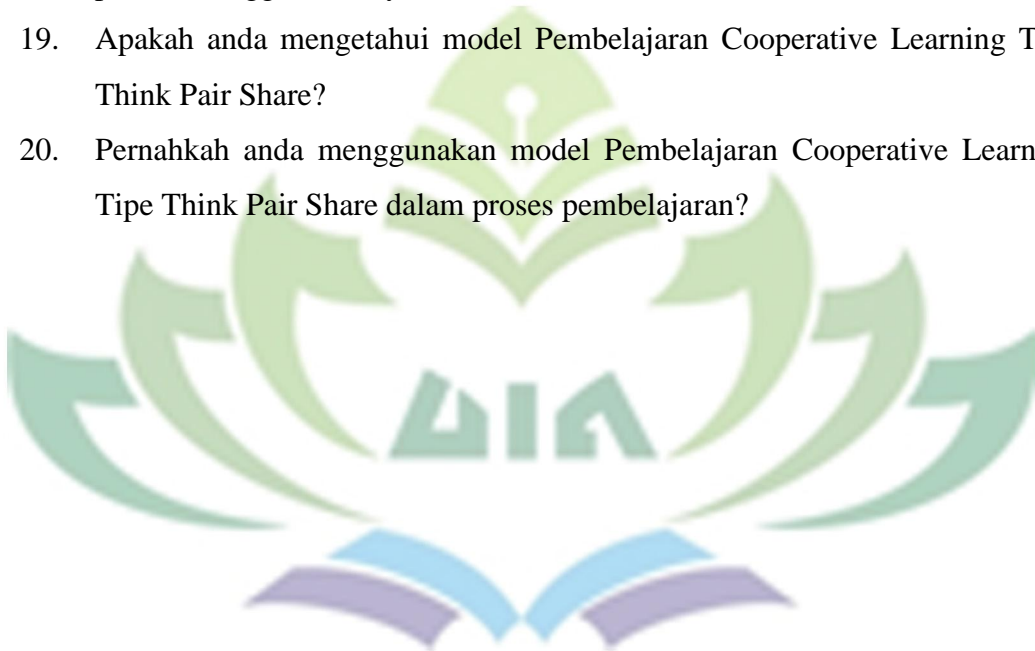 19. Apakah anda mengetahui model Pembelajaran Cooperative Learning
Think Pair Share?
20. Pernahkah anda menggunakan model Pembelajaran Cooperative
Tipe Think Pair Share dalam proses pembelajaran?
UIN